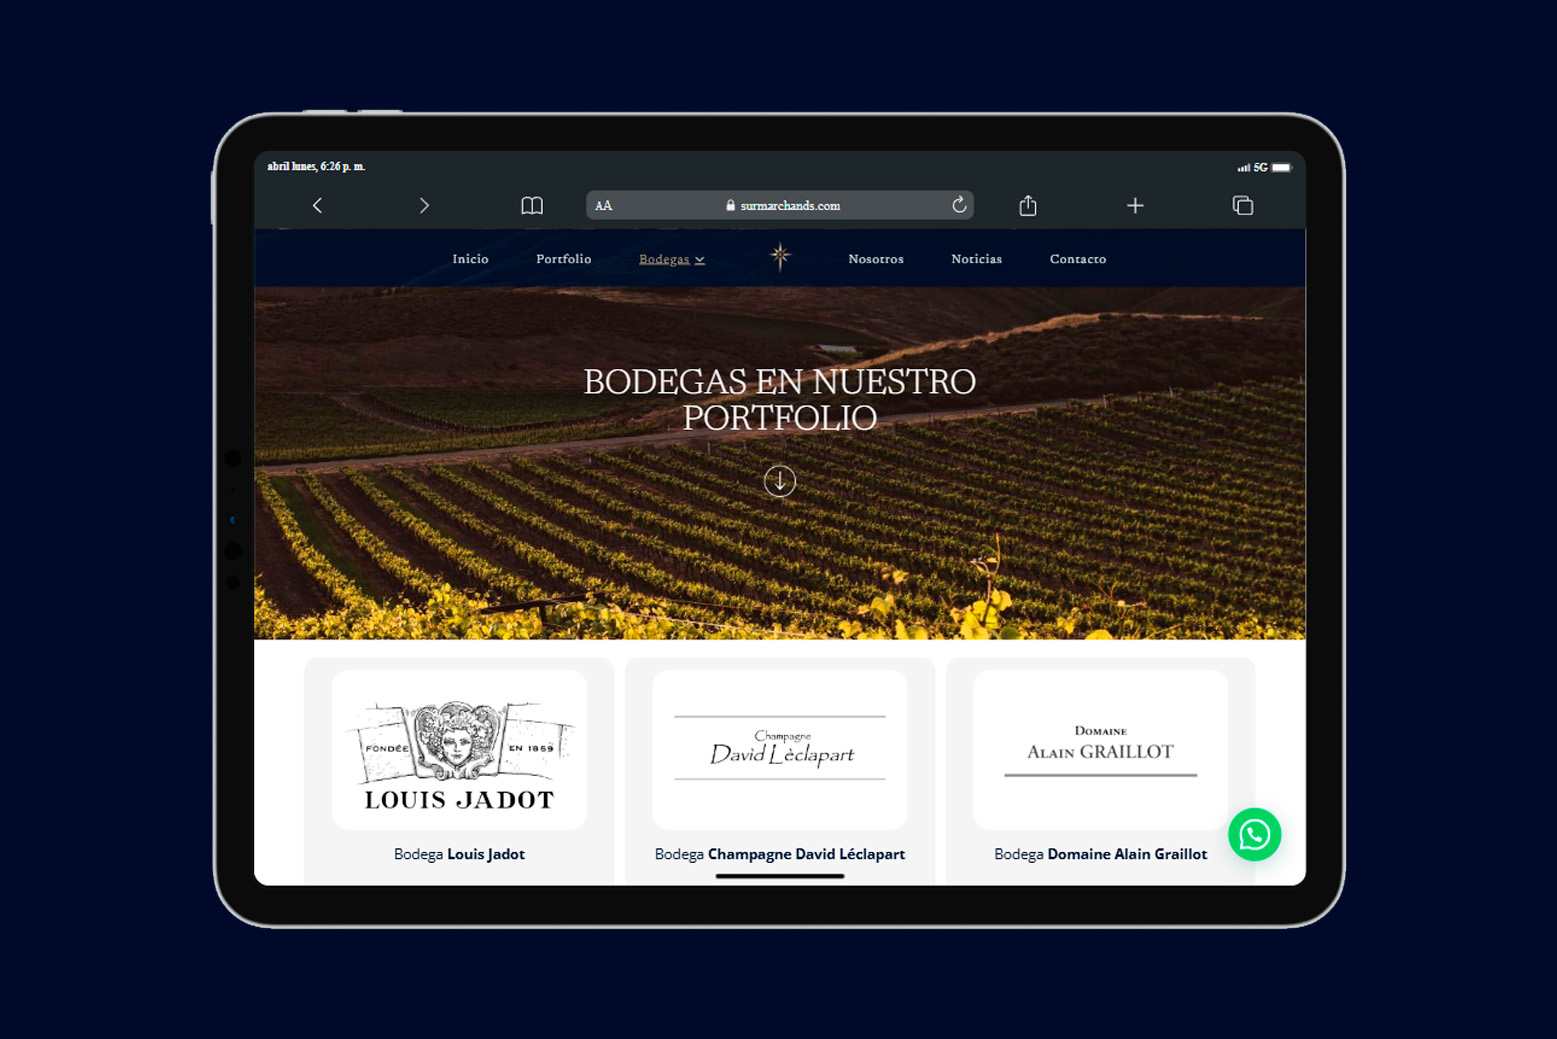 abril lunes, 6:26 p. m.
5G
AA
surmarchands.com
Inicio
Portfolio
Bodegas
Nosotros
Noticias
Contacto
BODEGAS EN NUESTRO
PORTFOLIO
FONDÉE EN 1859
LOUIS JADOT
Bodega Louis Jadot
Champagne
David Lèclapart
Bodega Champagne David Léclapart
DOMAINE
ALAIN GRAILLOT
Bodega Domaine Alain Graillot